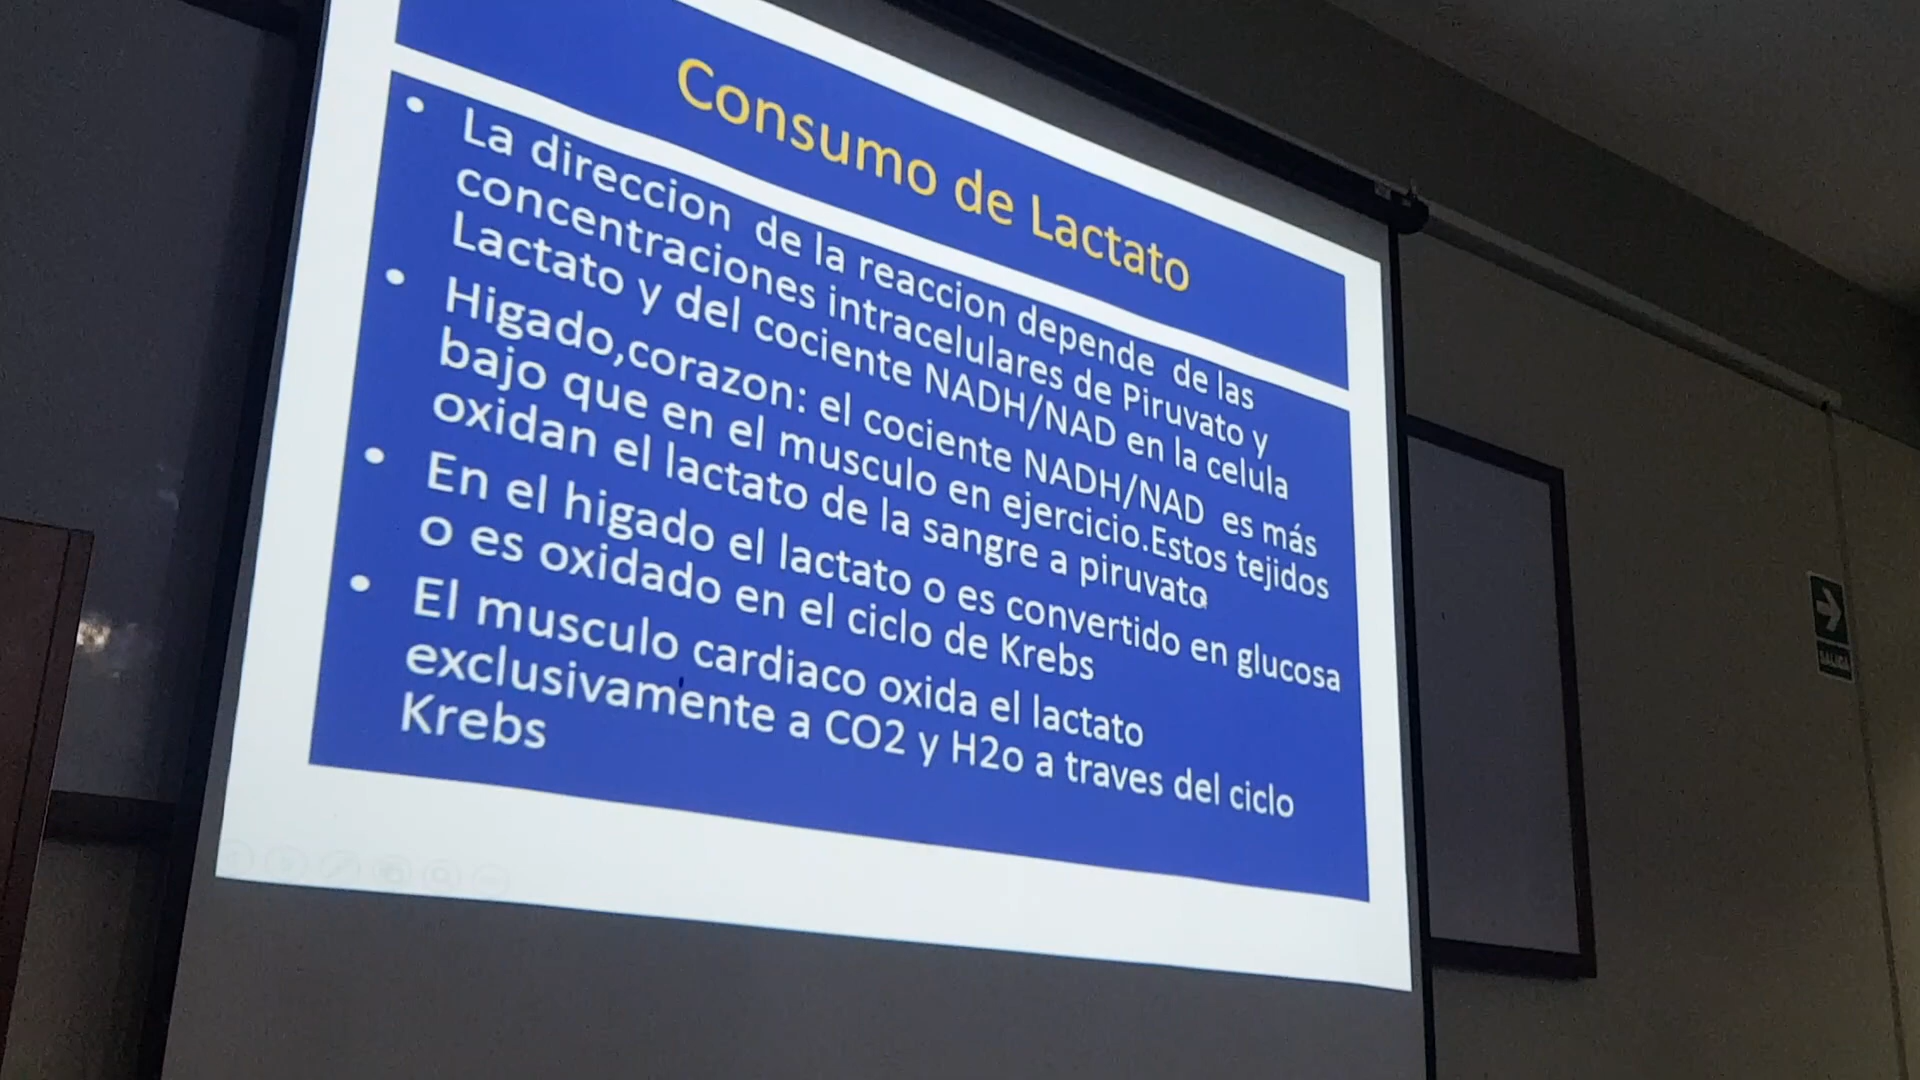 Consumo de Lactato
• La direccion de la reaccion depende de las
concentraciones intracelulares de Piruvato y
Lactato y del cociente NADH/NAD en la celula
• Higado,corazon: el cociente NADH/NAD es más
bajo que en el musculo en ejercicio.Estos tejidos
oxidan el lactato de la sangre a piruvato
• En el higado el lactato o es convertido en glucosa
o es oxidado en el ciclo de Krebs
• El musculo cardiaco oxida el lactato
exclusivamente a CO2 y H2o a traves del ciclo
Krebs
SALIDA